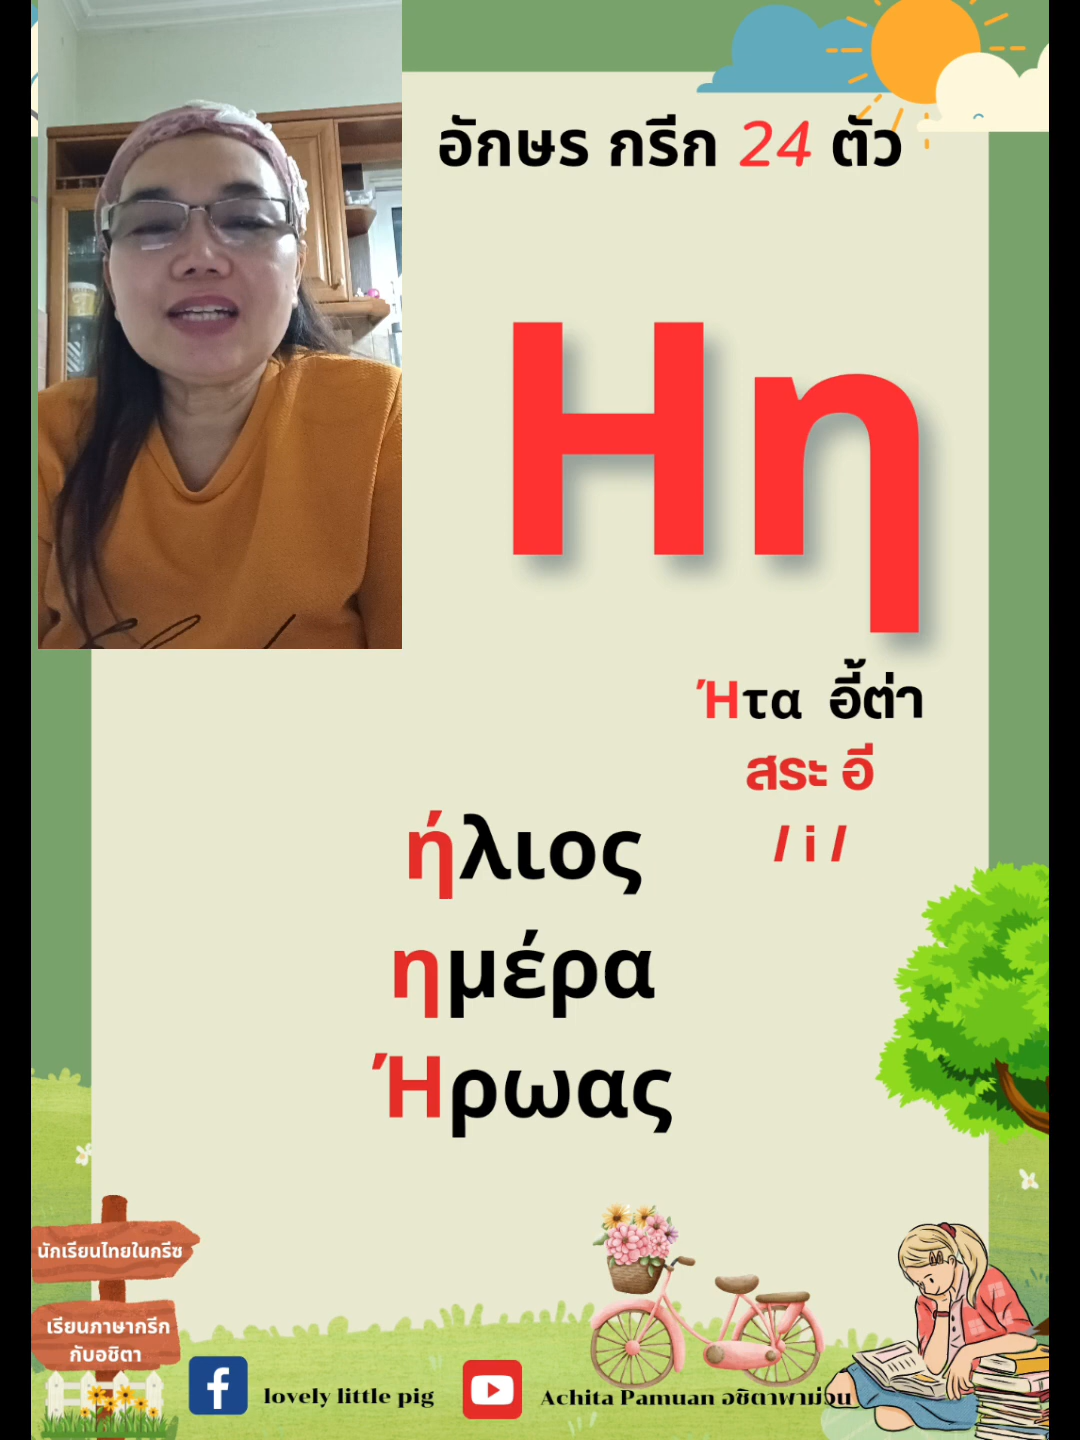 อักษร กรีก 24 ตัว
Ηη
Ήτα อี้ต่า
สระ อี
/ i /
ήλιος
ημέρα
Ήρωας
นักเรียนไทยในกรีซ
เรียนภาษากรีก
กับอชิตา
lovely little pig
Achita Pamuan อชิตาพาม่วน